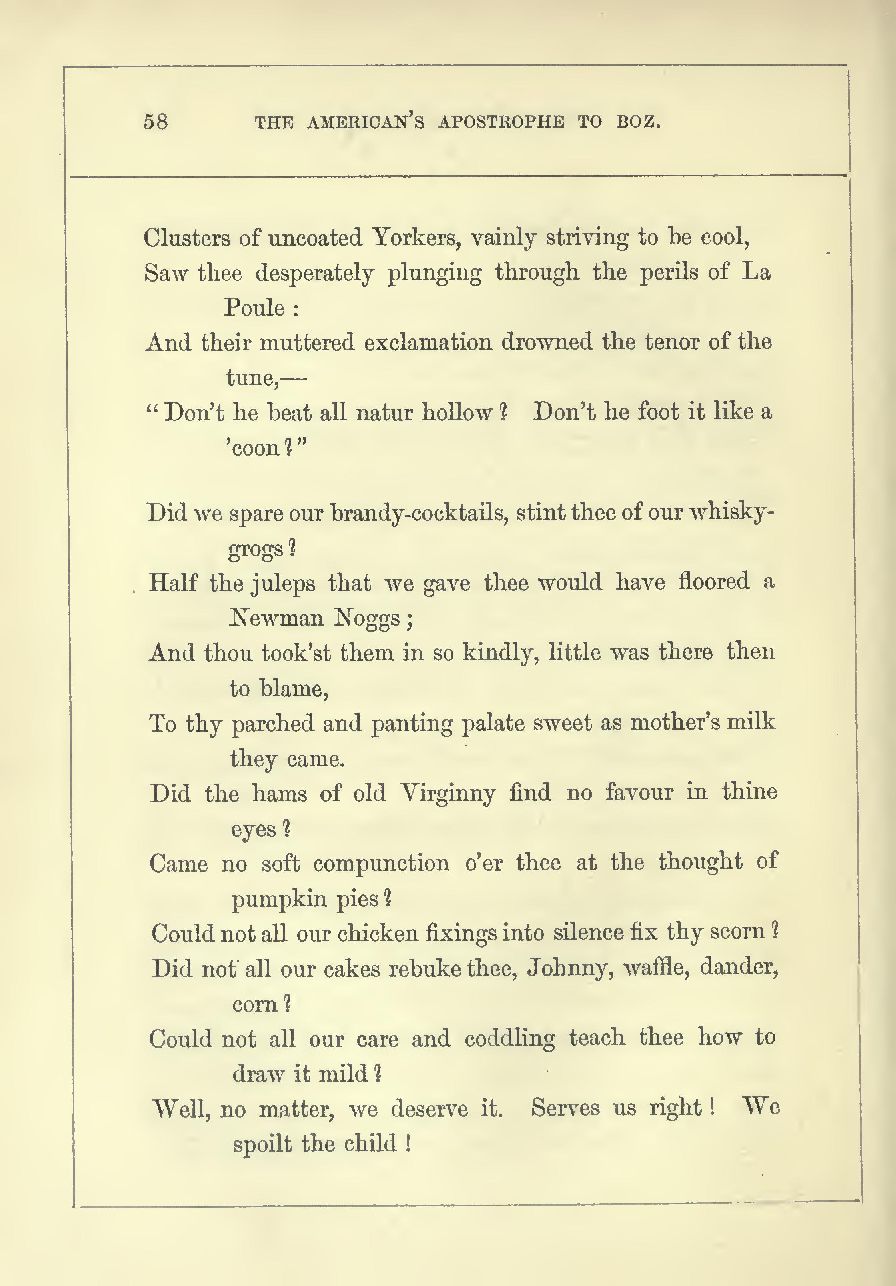 58 THE AMERICAN'S APOSTROPHE TO BOZ.
Clusters of uncoated Yorkers, vainly striving to be cool,
Saw thee desperately plunging through the perils of La
Poule :
And their muttered exclamation drowned the tenor of the
tune,—
“ Don't he beat all natur hollow ? Don't he foot it like a
'coon ? ”
Did we spare our brandy-cocktails, stint thee of our whisky-
grogs ?
Half the juleps that we gave thee would have floored a
Newman Noggs ;
And thou took'st them in so kindly, little was there then
to blame,
To thy parched and panting palate sweet as mother's milk
they came.
Did the hams of old Virginny find no favour in thine
eyes ?
Came no soft compunction o'er thee at the thought of
pumpkin pies ?
Could not all our chicken fixings into silence fix thy scorn ?
Did not all our cakes rebuke thee, Johnny, waffle, dander,
corn ?
Could not all our care and coddling teach thee how to
draw it mild ?
Well, no matter, we deserve it. Serves us right ! We
spoilt the child !